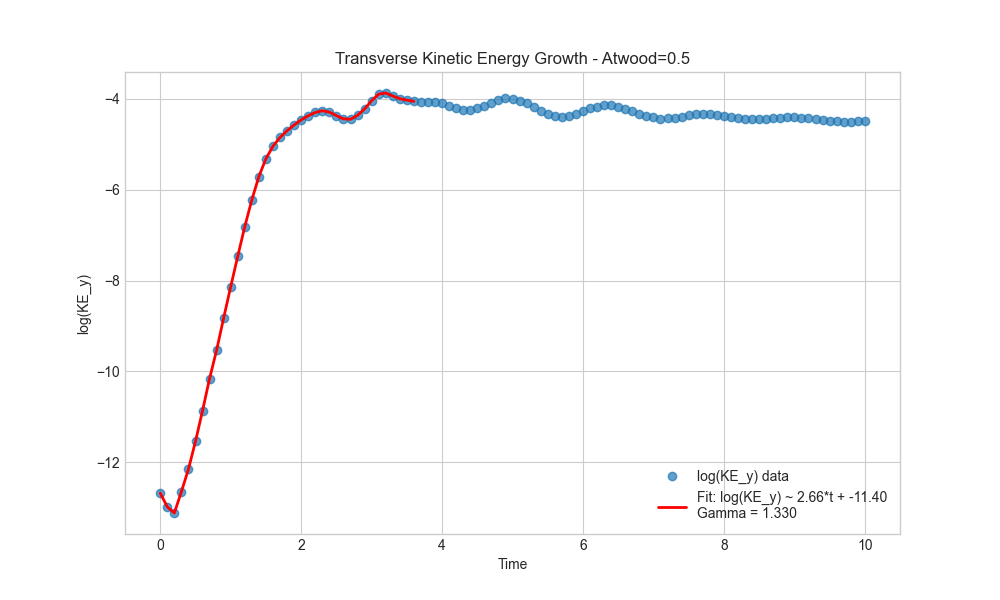 Transverse Kinetic Energy Growth - Atwood=0.5
log(KE_y)
−4
−6
−8
−10
−12
0
2
4
6
8
10
Time
log(KE_y) data
Fit: log(KE_y) ~ 2.66*t + -11.40
Gamma = 1.330